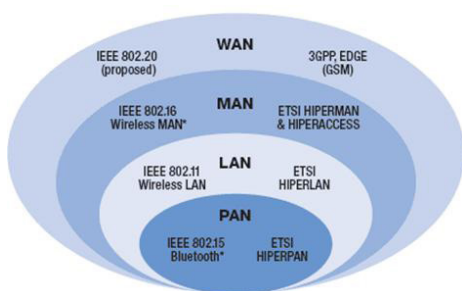 WAN
IEEE 802.20
(proposed)
3GPP, EDGE
(GSM)
MAN
IEEE 802.16
Wireless MAN*
ETSI HIPERMAN
& HIPERACCESS
LAN
IEEE 802.11
Wireless LAN
ETSI
HIPERLAN
PAN
IEEE 802.15
Bluetooth*
ETSI
HIPERPAN